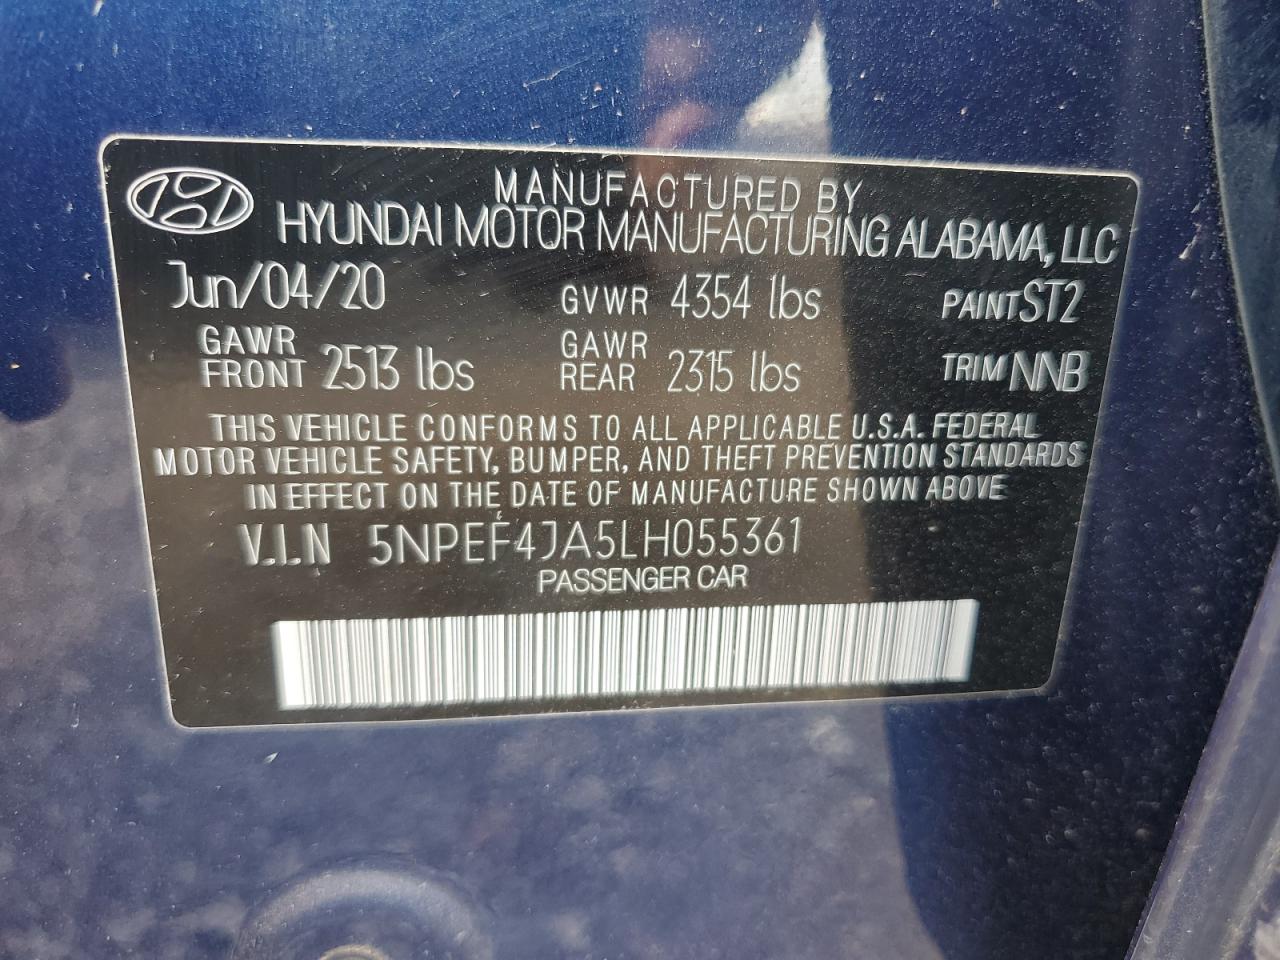 MANUFACTURED BY
HYUNDAI MOTOR MANUFACTURING ALABAMA, LLC
Jun/04/20 GVWR 4354 lbs PAINT ST2
GAWR FRONT 2513 lbs GAWR REAR 2315 lbs TRIM NNB
THIS VEHICLE CONFORMS TO ALL APPLICABLE U.S.A. FEDERAL
MOTOR VEHICLE SAFETY, BUMPER, AND THEFT PREVENTION STANDARDS
IN EFFECT ON THE DATE OF MANUFACTURE SHOWN ABOVE
V.I.N 5NPEF4JA5LH055361
PASSENGER CAR